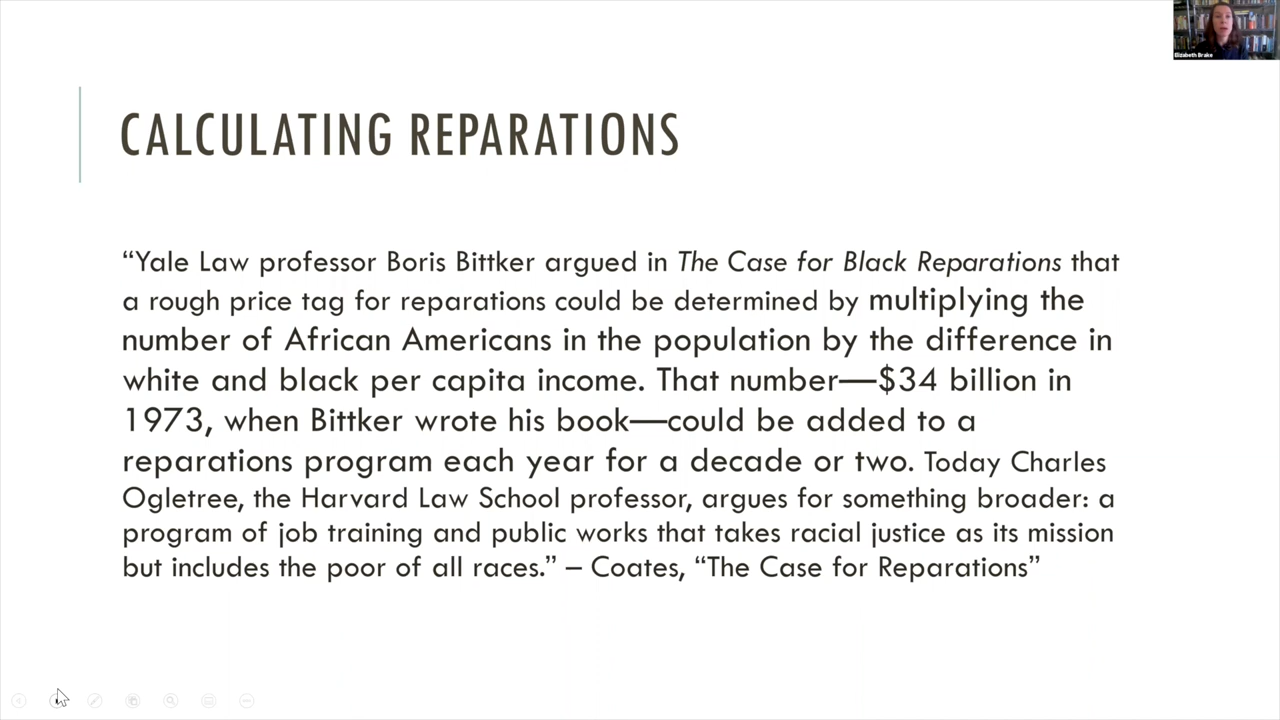 Elizabeth Brake
CALCULATING REPARATIONS
“Yale Law professor Boris Bittker argued in The Case for Black Reparations that
a rough price tag for reparations could be determined by multiplying the
number of African Americans in the population by the difference in
white and black per capita income. That number—$34 billion in
1973, when Bittker wrote his book—could be added to a
reparations program each year for a decade or two. Today Charles
Ogletree, the Harvard Law School professor, argues for something broader: a
program of job training and public works that takes racial justice as its mission
but includes the poor of all races.” – Coates, “The Case for Reparations”